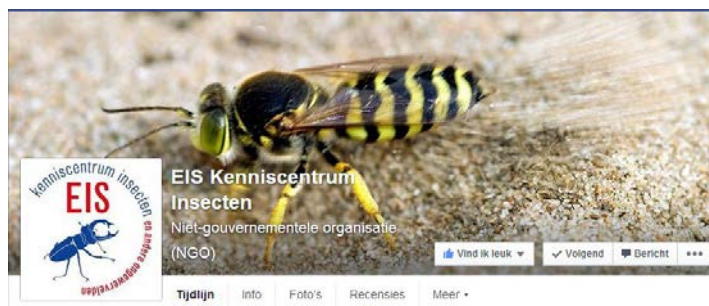 kenniscentrum insecten
EIS
en andere ongewervelden
EIS Kenniscentrum
Insecten
Niet-gouvernementele organisatie
(NGO)
Vind ik leuk
Volgend
Bericht
Tijdlijn
Info
Foto's
Recensies
Meer